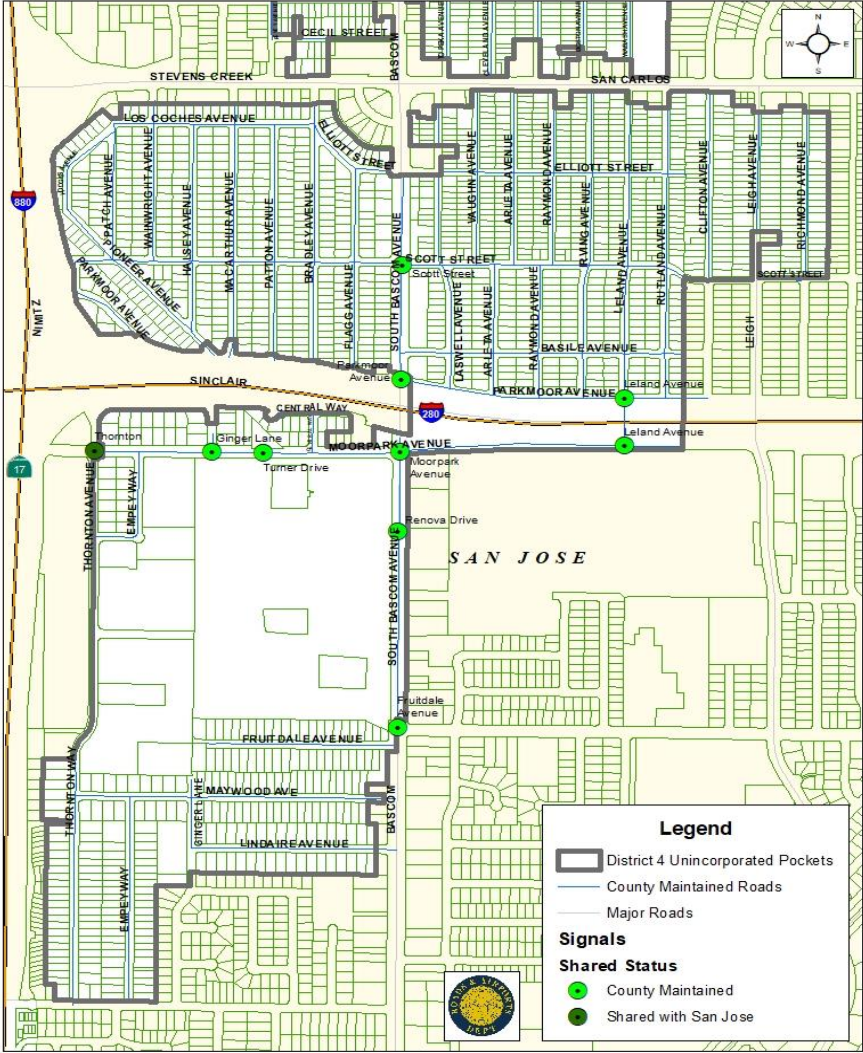 CECIL STREET
CLEVELAND AVENUE
BASCOM
N
W
E
S
STEVENS CREEK
SAN CARLOS
LOS COCHES AVENUE
ELLIOTT STREET
PATCH AVENUE
WAINWRIGHT AVENUE
HALSEY AVENUE
MACARTHUR AVENUE
PATTON AVENUE
BRADLEY AVENUE
FLAGG AVENUE
PIONEER AVENUE
PARKMOOR AVENUE
SOUTH BASCOM AVENUE
VAUGHN AVENUE
ARLETA AVENUE
RAYMOND AVENUE
ELLIOTT STREET
IRVING AVENUE
LELAND AVENUE
RUTLAND AVENUE
CLIFTON AVENUE
LEIGH AVENUE
RICHMOND AVENUE
880
NIMITZ
SCOTT STREET
Scott Street
SCOTT STREET
LASWELL AVENUE
ARLETA AVENUE
RAYMOND AVENUE
BASILE AVENUE
LEIGH
Parkmoor
Avenue
SINCLAIR
PARKMOOR AVENUE
Leland Avenue
280
CENTRAL WAY
Thornton
Ginger Lane
Turner Drive
MOORPARK AVENUE
Moorpark
Avenue
Leland Avenue
17
THORNTON AVENUE
EMPEY WAY
Renova Drive
SAN JOSE
SOUTH BASCOM AVENUE
Fruitdale
Avenue
FRUITDALE AVENUE
THORNTON WAY
MAYWOOD AVE
GINGER LANE
BASCOM
LINDAIRE AVENUE
EMPEY WAY
Legend
District 4 Unincorporated Pockets
County Maintained Roads
Major Roads
Signals
Shared Status
County Maintained
Shared with San Jose
ROADS & AIRPORTS
DEPT